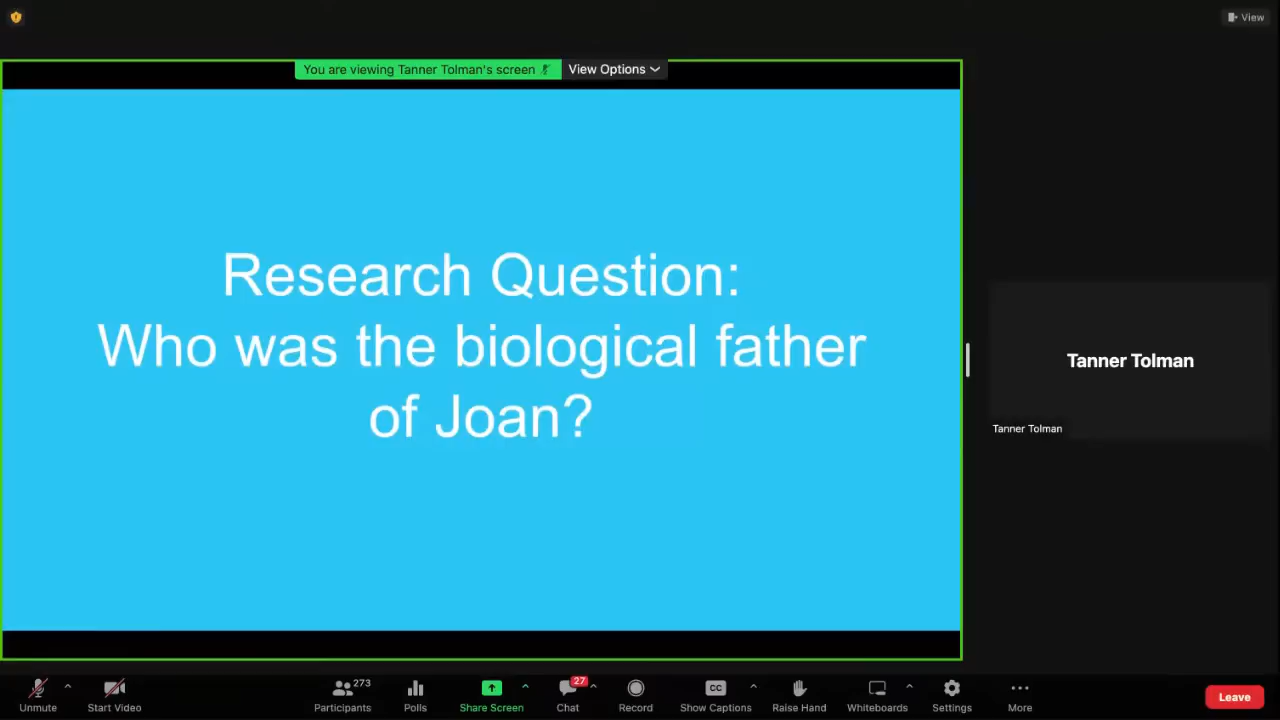 View
You are viewing Tanner Tolman's screen
View Options
Research Question:
Who was the biological father
of Joan?
Tanner Tolman
Tanner Tolman
Unmute
Start Video
273
Participants
Polls
Share Screen
27
Chat
Record
CC
Show Captions
Raise Hand
Whiteboards
Settings
More
Leave